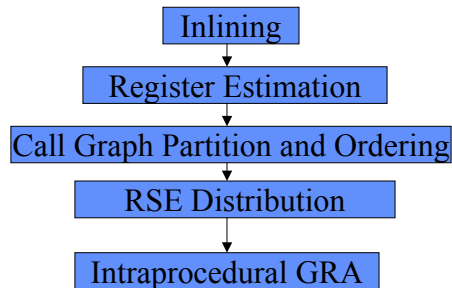 Inlining
Register Estimation
Call Graph Partition and Ordering
RSE Distribution
Intraprocedural GRA